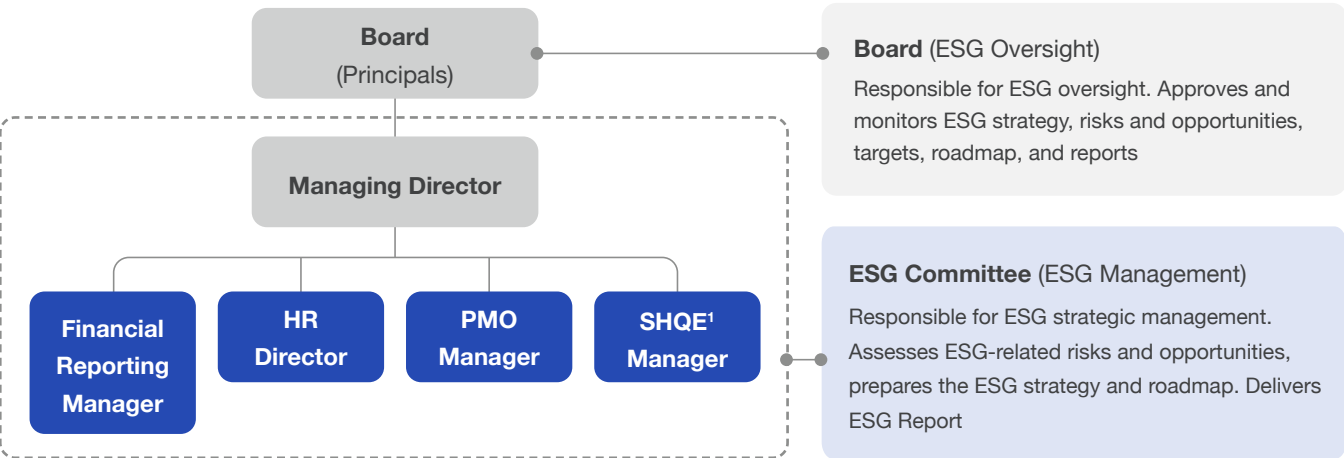 Board
(Principals)
Board (ESG Oversight)
Responsible for ESG oversight. Approves and
monitors ESG strategy, risks and opportunities,
targets, roadmap, and reports
Managing Director
Financial
Reporting
Manager
HR
Director
PMO
Manager
SHQE¹
Manager
ESG Committee (ESG Management)
Responsible for ESG strategic management.
Assesses ESG-related risks and opportunities,
prepares the ESG strategy and roadmap. Delivers
ESG Report